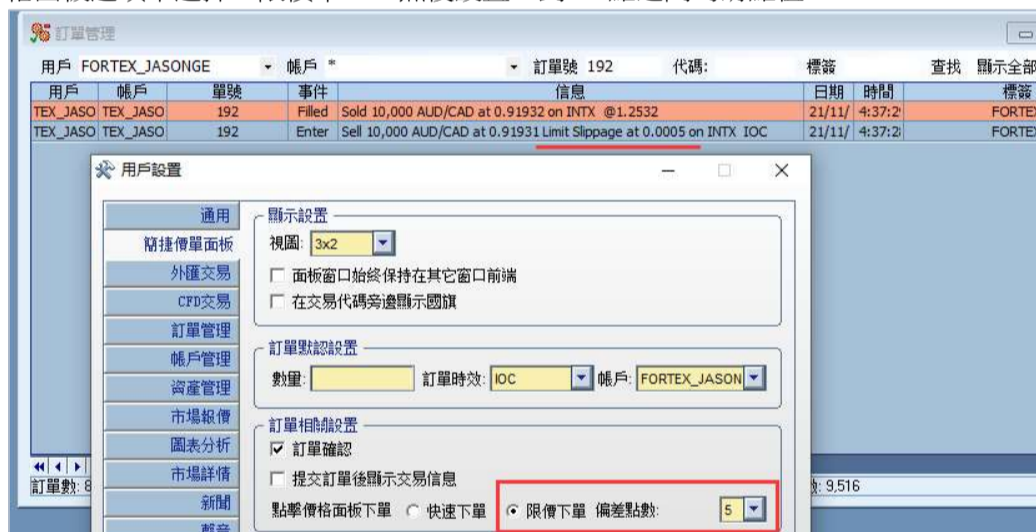 訂單管理
用戶 FORTEX_JASONGE 帳戶 * 訂單號 192 代碼: 標簽 查找 顯示全部
用戶 帳戶 單號 事件 信息 日期 時間 標簽
TEX_JASO TEX_JASO 192 Filled Sold 10,000 AUD/CAD at 0.91932 on INTX @1.2532 21/11/ 4:37:2 FORTE
TEX_JASO TEX_JASO 192 Enter Sell 10,000 AUD/CAD at 0.91931 Limit Slippage at 0.0005 on INTX IOC 21/11/ 4:37:2 FORTE
用戶設置
通用
簡捷價單面板
外匯交易
CFD交易
訂單管理
帳戶管理
資産管理
市場報價
圖表分析
市場詳情
新聞
聲音
顯示設置
視圖: 3x2
面板窗口始終保持在其它窗口前端
在交易代碼旁邊顯示國旗
訂單默認設置
數量: 訂單時效: IOC 帳戶: FORTEX_JASON
訂單相關設置
訂單確認
提交訂單後顯示交易信息
點擊價格面板下單 快速下單 限價下單 偏差點數: 5
訂單數: 8
: 9,516